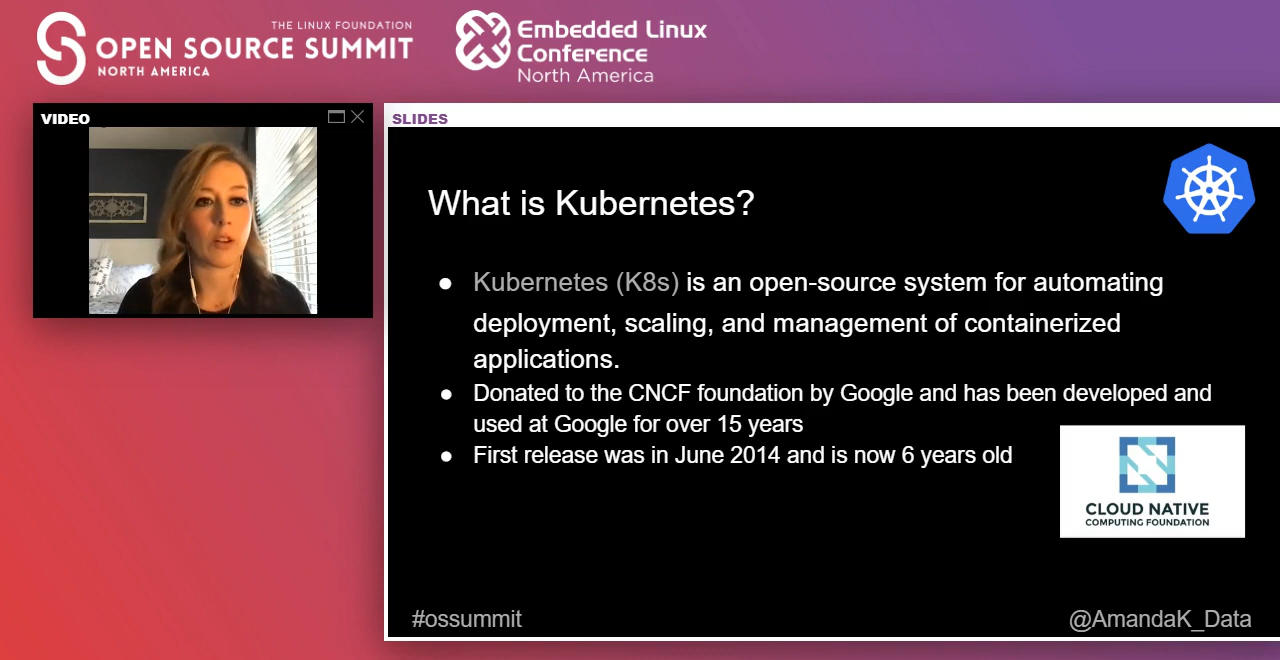 THE LINUX FOUNDATION
OPEN SOURCE SUMMIT
NORTH AMERICA
Embedded Linux
Conference
North America
VIDEO
SLIDES
What is Kubernetes?
● Kubernetes (K8s) is an open-source system for automating
deployment, scaling, and management of containerized
applications.
● Donated to the CNCF foundation by Google and has been developed and
used at Google for over 15 years
● First release was in June 2014 and is now 6 years old
CLOUD NATIVE
COMPUTING FOUNDATION
#ossummit
@AmandaK_Data